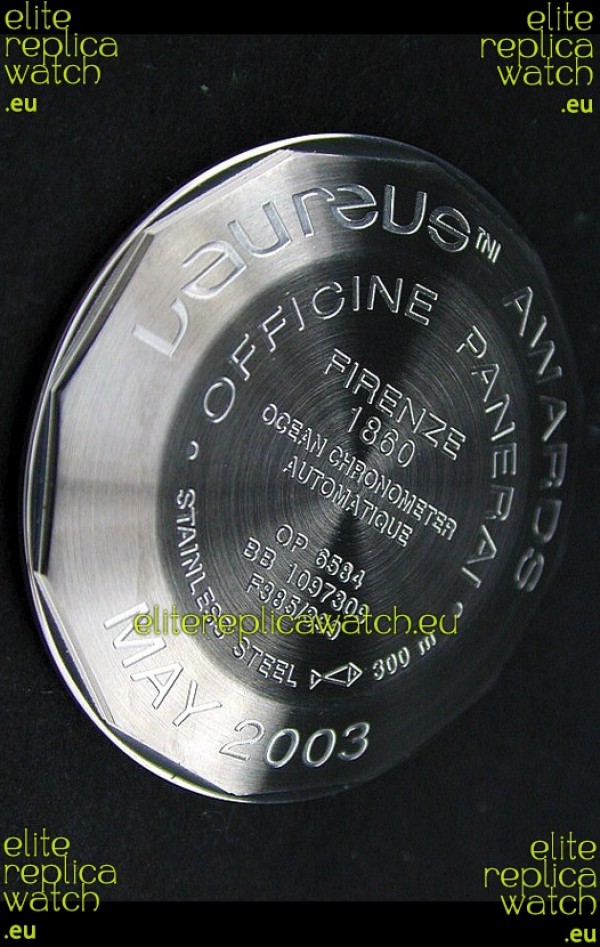 elite
replica
watch
.eu
elite
replica
watch
.eu
Laureus™ AWARDS
• OFFICINE PANERAI •
FIRENZE
1860
OCEAN CHRONOMETER
AUTOMATIQUE
OP 6584
BB 1097309
elitereplicawatch.eu
STAINLESS STEEL
300 m
MAY 2003
elite
replica
watch
.eu
elite
replica
watch
.eu